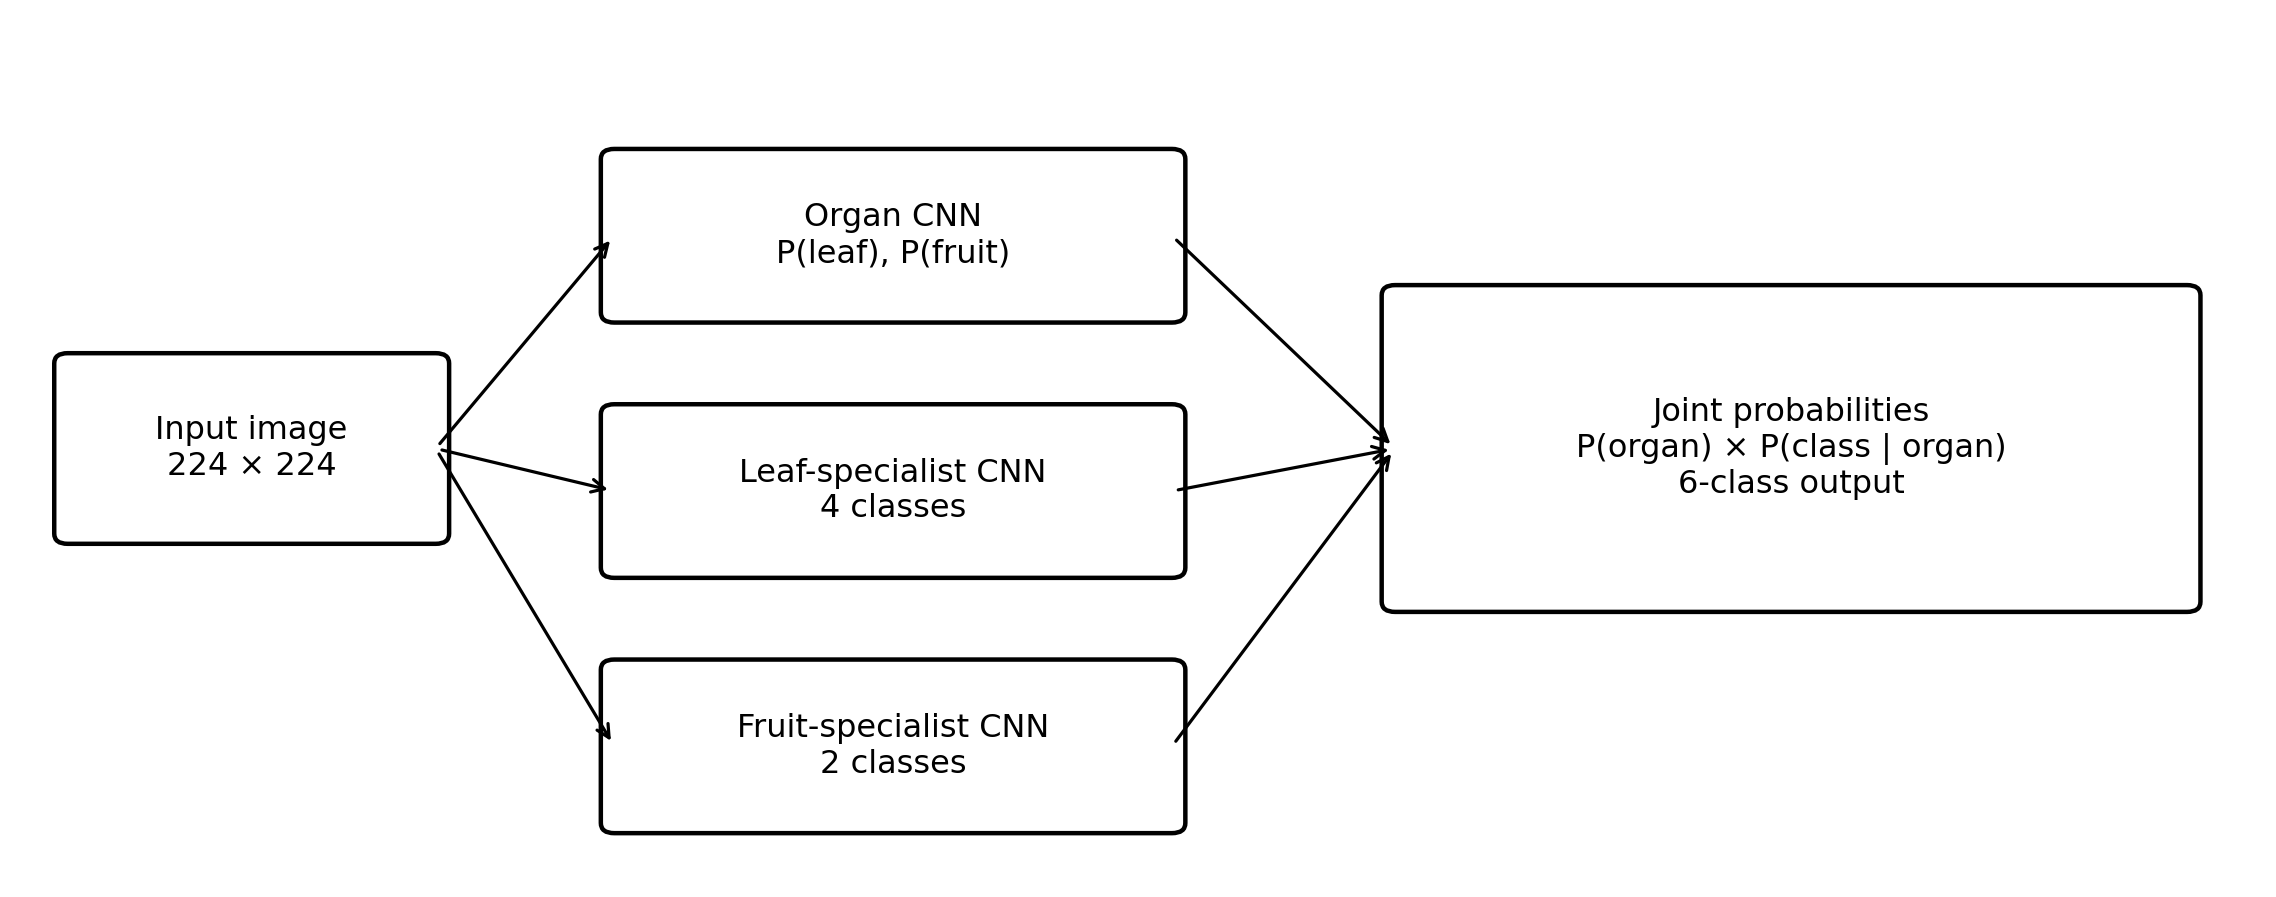 Input image
224 × 224
Organ CNN
P(leaf), P(fruit)
Leaf-specialist CNN
4 classes
Fruit-specialist CNN
2 classes
Joint probabilities
P(organ) × P(class | organ)
6-class output